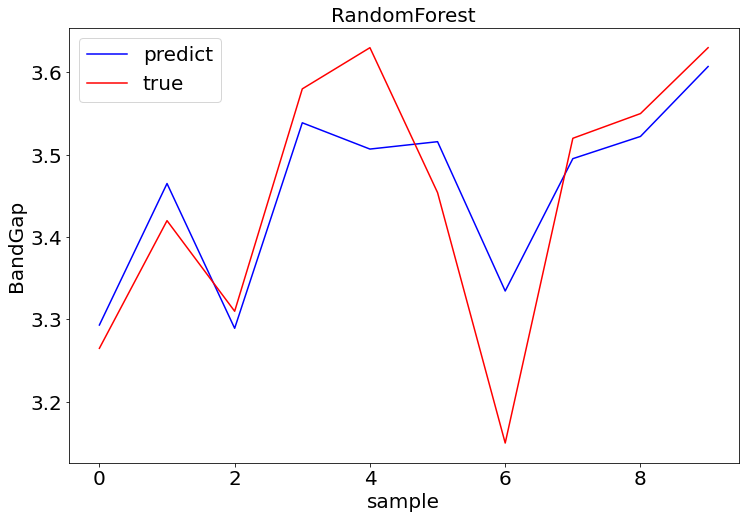 RandomForest
predict
true
BandGap
3.6
3.5
3.4
3.3
3.2
0 2 4 6 8
sample